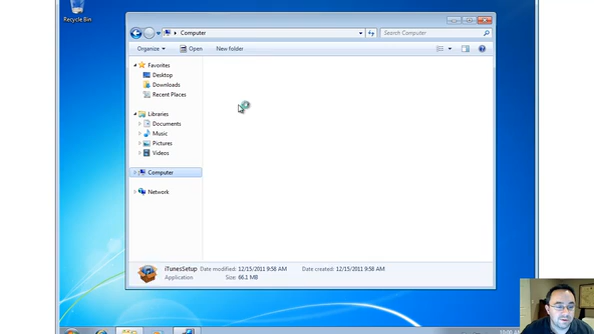 Recycle Bin
Computer
Search Computer
Organize
Open
New folder
Favorites
Desktop
Downloads
Recent Places
Libraries
Documents
Music
Pictures
Videos
Computer
Network
iTunesSetup Date modified: 12/15/2011 9:58 AM Date created: 12/15/2011 9:58 AM
Application Size: 66.1 MB